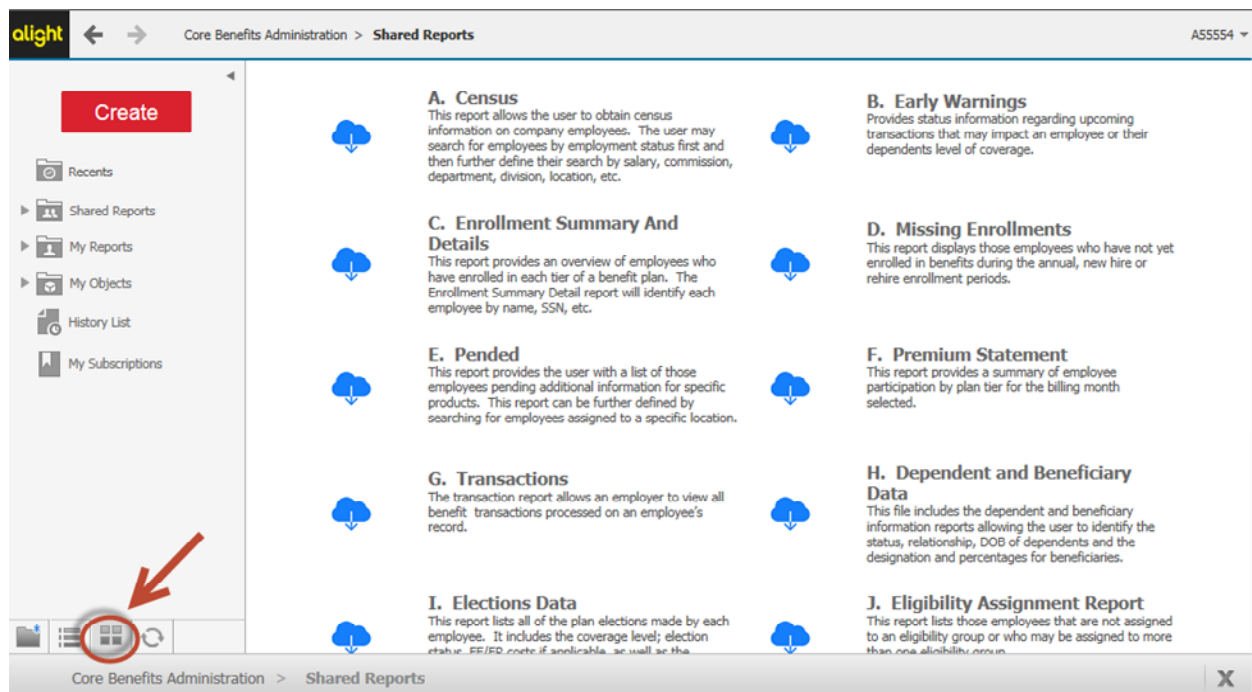 alight
Core Benefits Administration > Shared Reports
A55554
Create
Recents
Shared Reports
My Reports
My Objects
History List
My Subscriptions
A. Census
This report allows the user to obtain census
information on company employees. The user may
search for employees by employment status first and
then further define their search by salary, commission,
department, division, location, etc.
B. Early Warnings
Provides status information regarding upcoming
transactions that may impact an employee or their
dependents level of coverage.
C. Enrollment Summary And
Details
This report provides an overview of employees who
have enrolled in each tier of a benefit plan. The
Enrollment Summary Detail report will identify each
employee by name, SSN, etc.
D. Missing Enrollments
This report displays those employees who have not yet
enrolled in benefits during the annual, new hire or
rehire enrollment periods.
E. Pended
This report provides the user with a list of those
employees pending additional information for specific
products. This report can be further defined by
searching for employees assigned to a specific location.
F. Premium Statement
This report provides a summary of employee
participation by plan tier for the billing month
selected.
G. Transactions
The transaction report allows an employer to view all
benefit transactions processed on an employee's
record.
H. Dependent and Beneficiary
Data
This file includes the dependent and beneficiary
information reports allowing the user to identify the
status, relationship, DOB of dependents and the
designation and percentages for beneficiaries.
I. Elections Data
This report lists all of the plan elections made by each
employee. It includes the coverage level; election
status, EE/ER costs if applicable, as well as the
J. Eligibility Assignment Report
This report lists those employees that are not assigned
to an eligibility group or who may be assigned to more
than one eligibility group.
Core Benefits Administration > Shared Reports
X